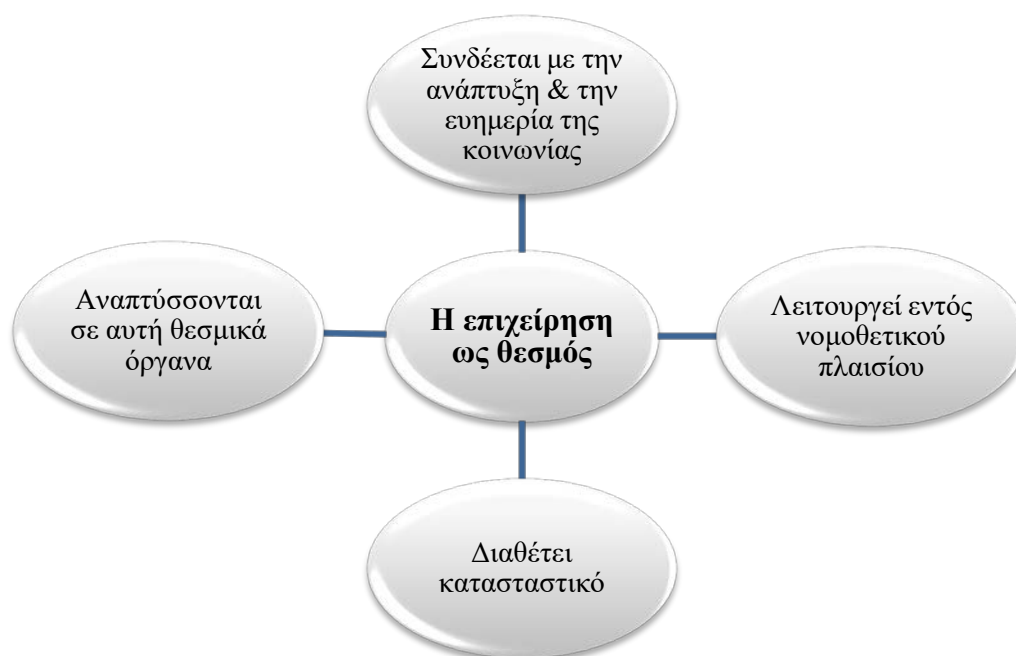 Συνδέεται με την
ανάπτυξη & την
ευημερία της
κοινωνίας
Αναπτύσσονται
σε αυτή θεσμικά
όργανα
Η επιχείρηση
ως θεσμός
Λειτουργεί εντός
νομοθετικού
πλαισίου
Διαθέτει
καταστατικό